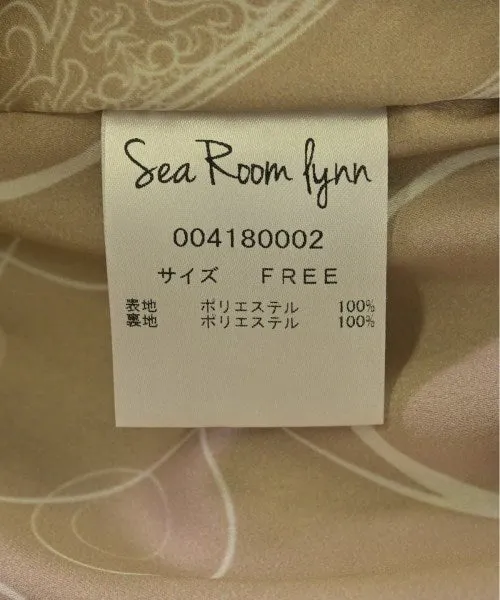 Sea Room lynn
004180002
サイズ FREE
表地 ポリエステル 100%
裏地 ポリエステル 100%